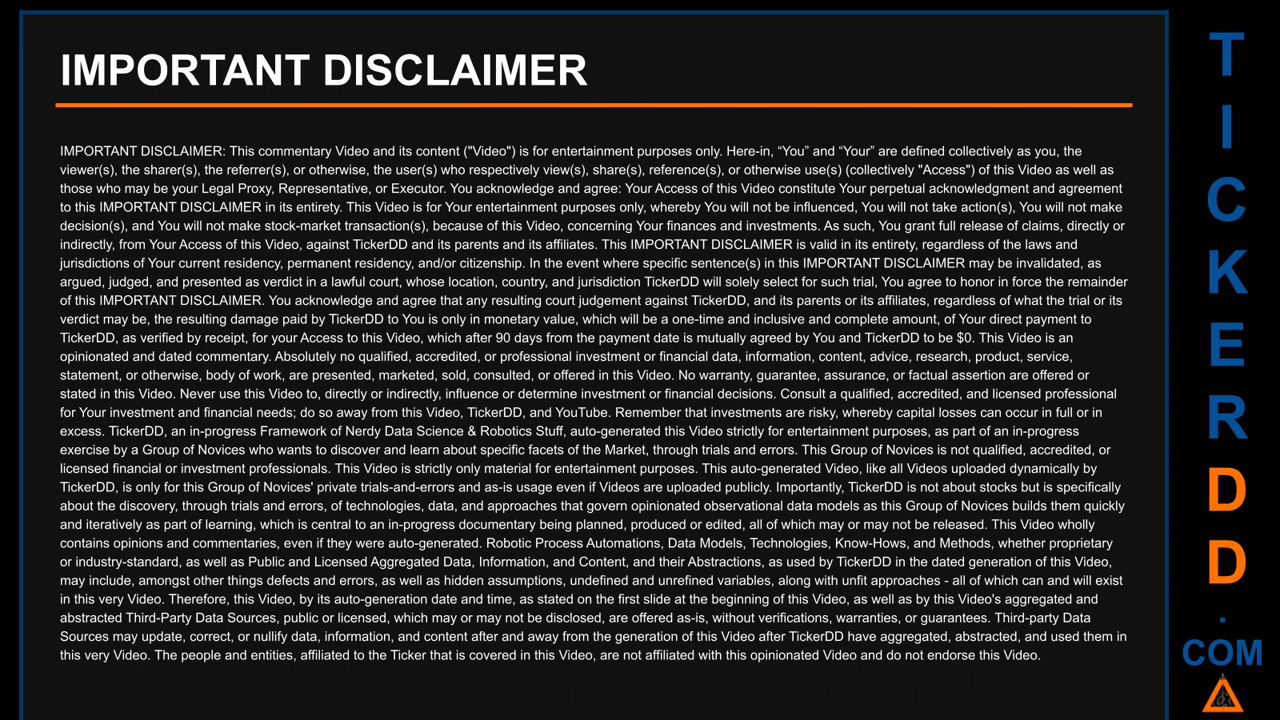 IMPORTANT DISCLAIMER
IMPORTANT DISCLAIMER: This commentary Video and its content ("Video") is for entertainment purposes only. Here-in, “You” and “Your” are defined collectively as you, the
viewer(s), the sharer(s), the referrer(s), or otherwise, the user(s) who respectively view(s), share(s), reference(s), or otherwise use(s) (collectively "Access") of this Video as well as
those who may be your Legal Proxy, Representative, or Executor. You acknowledge and agree: Your Access of this Video constitute Your perpetual acknowledgment and agreement
to this IMPORTANT DISCLAIMER in its entirety. This Video is for Your entertainment purposes only, whereby You will not be influenced, You will not take action(s), You will not make
decision(s), and You will not make stock-market transaction(s), because of this Video, concerning Your finances and investments. As such, You grant full release of claims, directly or
indirectly, from Your Access of this Video, against TickerDD and its parents and its affiliates. This IMPORTANT DISCLAIMER is valid in its entirety, regardless of the laws and
jurisdictions of Your current residency, permanent residency, and/or citizenship. In the event where specific sentence(s) in this IMPORTANT DISCLAIMER may be invalidated, as
argued, judged, and presented as verdict in a lawful court, whose location, country, and jurisdiction TickerDD will solely select for such trial, You agree to honor in force the remainder
of this IMPORTANT DISCLAIMER. You acknowledge and agree that any resulting court judgement against TickerDD, and its parents or its affiliates, regardless of what the trial or its
verdict may be, the resulting damage paid by TickerDD to You is only in monetary value, which will be a one-time and inclusive and complete amount, of Your direct payment to
TickerDD, as verified by receipt, for your Access to this Video, which after 90 days from the payment date is mutually agreed by You and TickerDD to be $0. This Video is an
opinionated and dated commentary. Absolutely no qualified, accredited, or professional investment or financial data, information, content, advice, research, product, service,
statement, or otherwise, body of work, are presented, marketed, sold, consulted, or offered in this Video. No warranty, guarantee, assurance, or factual assertion are offered or
stated in this Video. Never use this Video to, directly or indirectly, influence or determine investment or financial decisions. Consult a qualified, accredited, and licensed professional
for Your investment and financial needs; do so away from this Video, TickerDD, and YouTube. Remember that investments are risky, whereby capital losses can occur in full or in
excess. TickerDD, an in-progress Framework of Nerdy Data Science & Robotics Stuff, auto-generated this Video strictly for entertainment purposes, as part of an in-progress
exercise by a Group of Novices who wants to discover and learn about specific facets of the Market, through trials and errors. This Group of Novices is not qualified, accredited, or
licensed financial or investment professionals. This Video is strictly only material for entertainment purposes. This auto-generated Video, like all Videos uploaded dynamically by
TickerDD, is only for this Group of Novices' private trials-and-errors and as-is usage even if Videos are uploaded publicly. Importantly, TickerDD is not about stocks but is specifically
about the discovery, through trials and errors, of technologies, data, and approaches that govern opinionated observational data models as this Group of Novices builds them quickly
and iteratively as part of learning, which is central to an in-progress documentary being planned, produced or edited, all of which may or may not be released. This Video wholly
contains opinions and commentaries, even if they were auto-generated. Robotic Process Automations, Data Models, Technologies, Know-Hows, and Methods, whether proprietary
or industry-standard, as well as Public and Licensed Aggregated Data, Information, and Content, and their Abstractions, as used by TickerDD in the dated generation of this Video,
may include, amongst other things defects and errors, as well as hidden assumptions, undefined and unrefined variables, along with unfit approaches - all of which can and will exist
in this very Video. Therefore, this Video, by its auto-generation date and time, as stated on the first slide at the beginning of this Video, as well as by this Video's aggregated and
abstracted Third-Party Data Sources, public or licensed, which may or may not be disclosed, are offered as-is, without verifications, warranties, or guarantees. Third-party Data
Sources may update, correct, or nullify data, information, and content after and away from the generation of this Video after TickerDD have aggregated, abstracted, and used them in
this very Video. The people and entities, affiliated to the Ticker that is covered in this Video, are not affiliated with this opinionated Video and do not endorse this Video.
T
I
C
K
E
R
D
D
.
COM